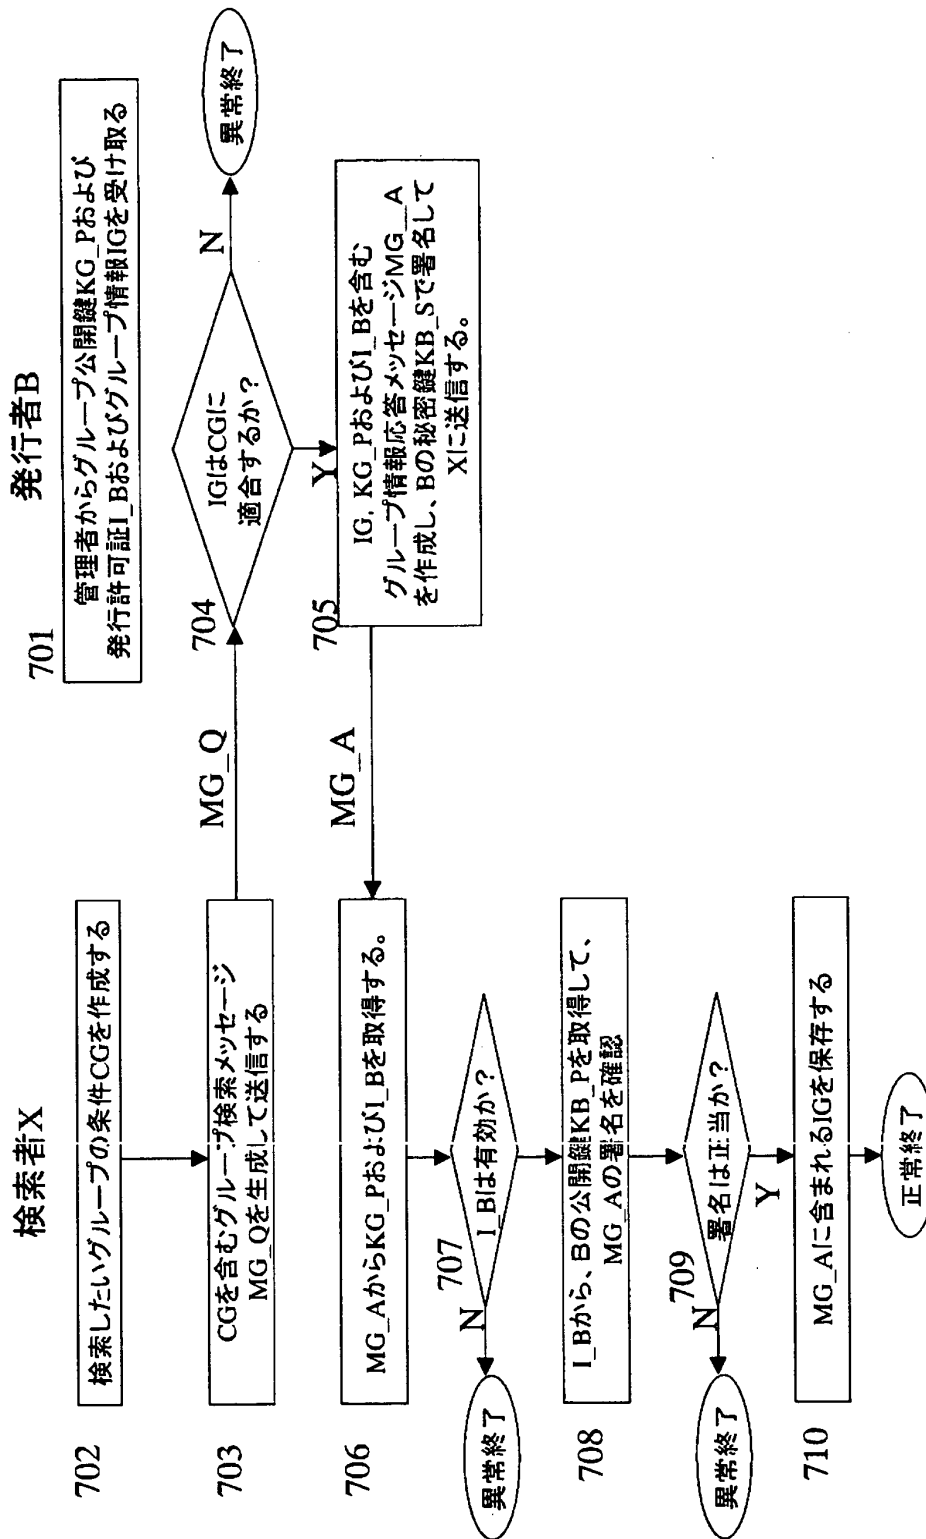 検索者X
発行者B
701
管理者からグループ公開鍵KG_Pおよび
発行許可証I_Bおよびグループ情報IGを受け取る
702
検索したいグループの条件CGを作成する
703
CGを含むグループ検索メッセージ
MG_Qを生成して送信する
MG_Q
704
IGはCGに
適合するか?
N
異常終了
Y
705
IG, KG_PおよびI_Bを含む
グループ情報応答メッセージMG_A
を作成し、Bの秘密鍵KB_Sで署名して
Xに送信する。
MG_A
706
MG_AからKG_PおよびI_Bを取得する。
707
I_Bは有効か?
N
異常終了
708
I_Bから、Bの公開鍵KB_Pを取得して、
MG_Aの署名を確認
709
署名は正当か?
N
異常終了
Y
710
MG_Aに含まれるIGを保存する
正常終了